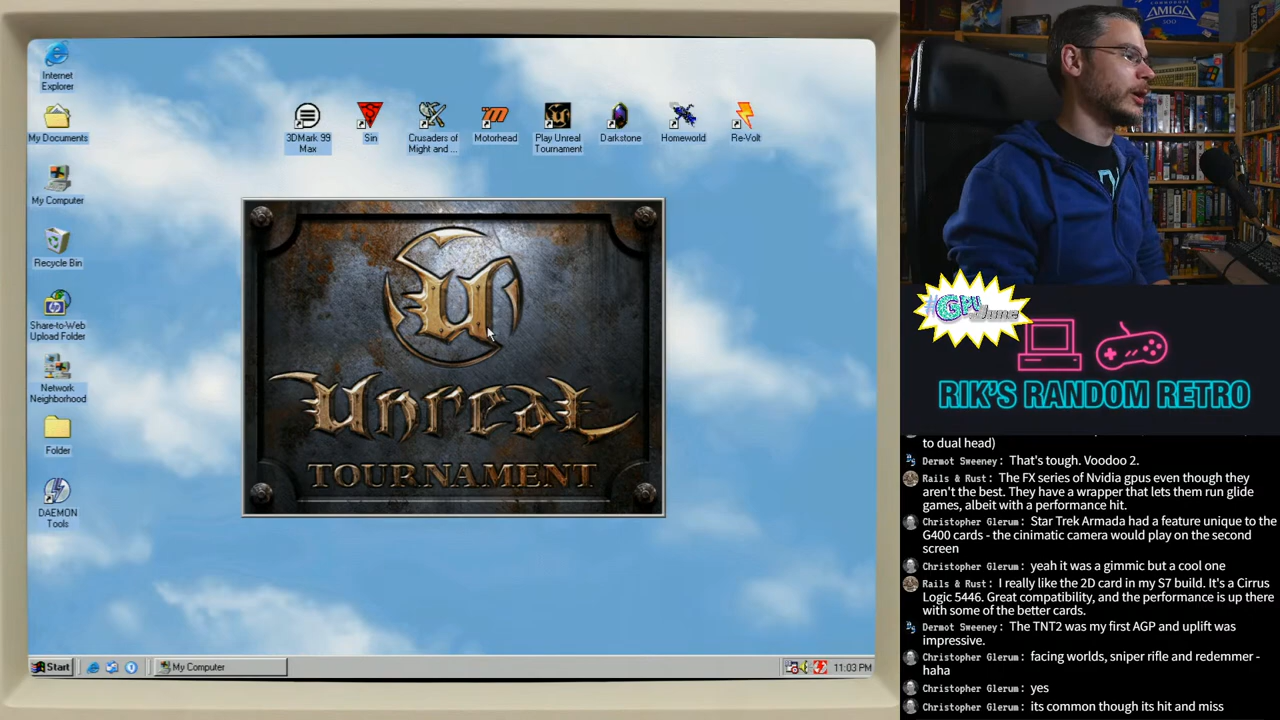 Internet
Explorer
My Documents
My Computer
Recycle Bin
Share-to-Web
Upload Folder
Network
Neighborhood
Folder
DAEMON
Tools
3DMark 99
Max
Sin
Crusaders of
Might and ...
Motorhead
Play Unreal
Tournament
Darkstone
Homeworld
Re-Volt
Unreal
TOURNAMENT
Start
My Computer
11:03 PM
AMIGA
500
#GPUJune
RIK'S RANDOM RETRO
to dual head)
Dermot Sweeney: That's tough. Voodoo 2.
Rails & Rust: The FX series of Nvidia gpus even though they
aren't the best. They have a wrapper that lets them run glide
games, albeit with a performance hit.
Christopher Glerum: Star Trek Armada had a feature unique to the
G400 cards - the cinimatic camera would play on the second
screen
Christopher Glerum: yeah it was a gimmic but a cool one
Rails & Rust: I really like the 2D card in my S7 build. It's a Cirrus
Logic 5446. Great compatibility, and the performance is up there
with some of the better cards.
Dermot Sweeney: The TNT2 was my first AGP and uplift was
impressive.
Christopher Glerum: facing worlds, sniper rifle and redemmer -
haha
Christopher Glerum: yes
Christopher Glerum: its common though its hit and miss